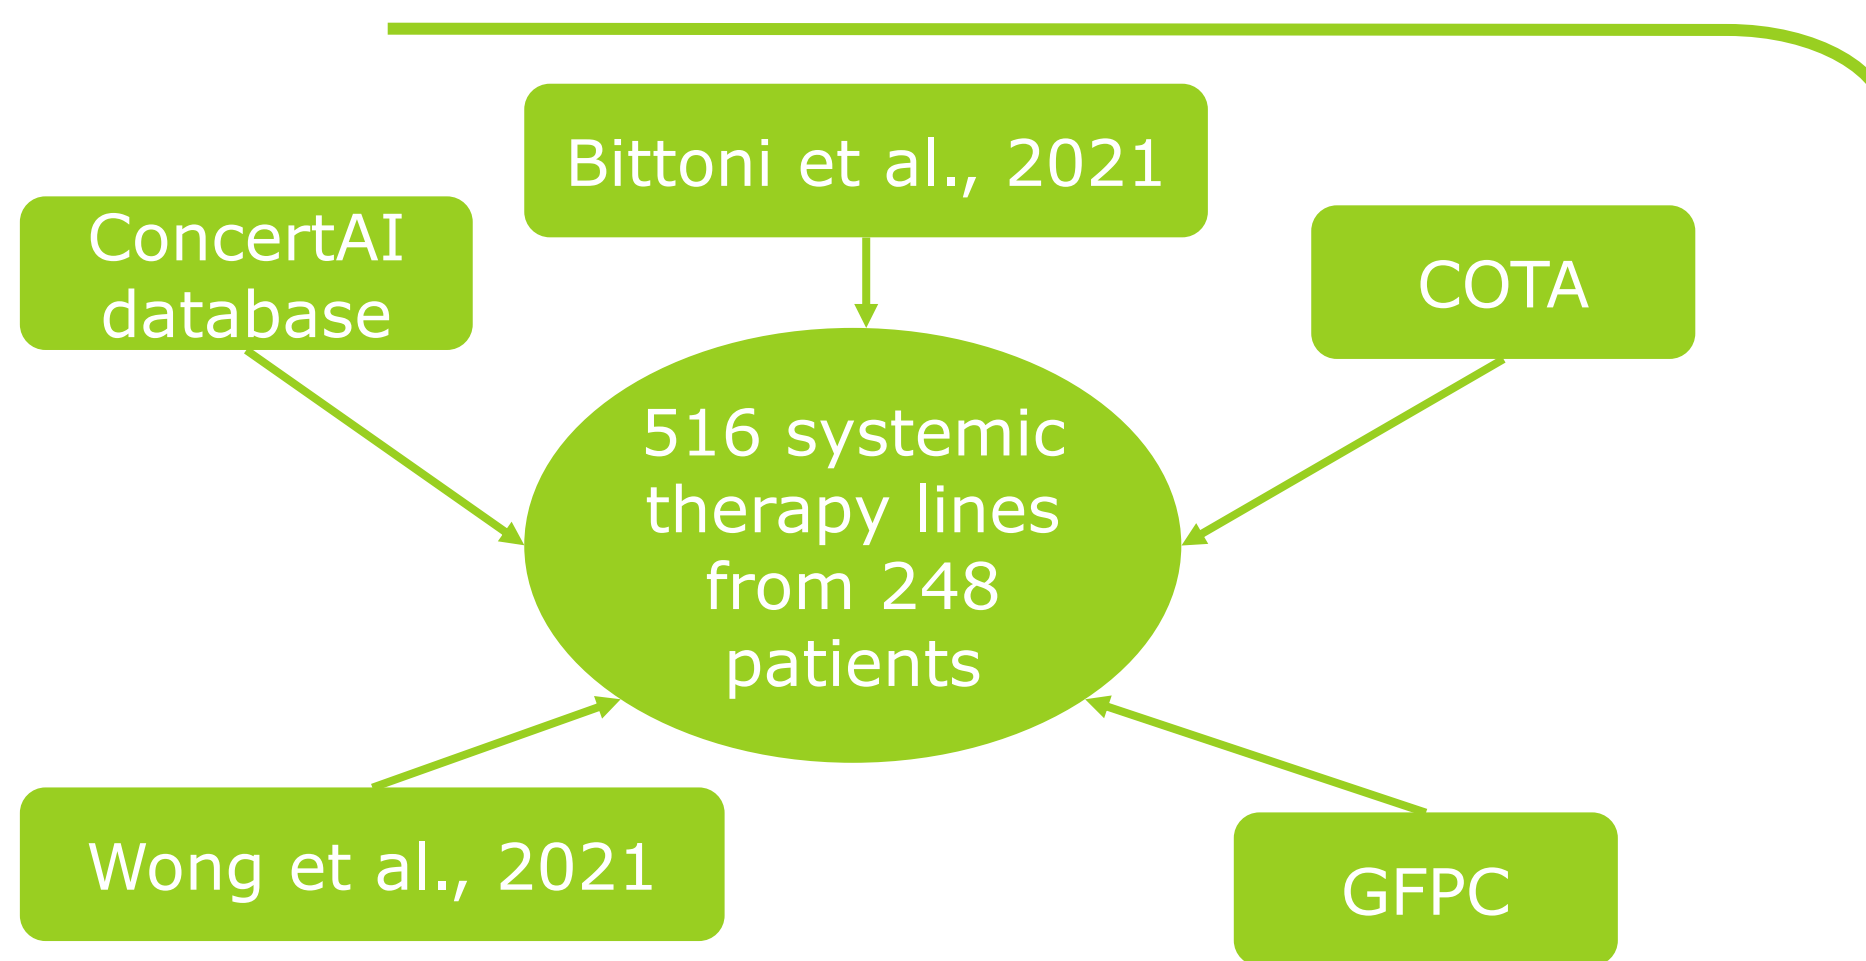 Bittoni et al., 2021
ConcertAI
database
COTA
516 systemic
therapy lines
from 248
patients
Wong et al., 2021
GFPC